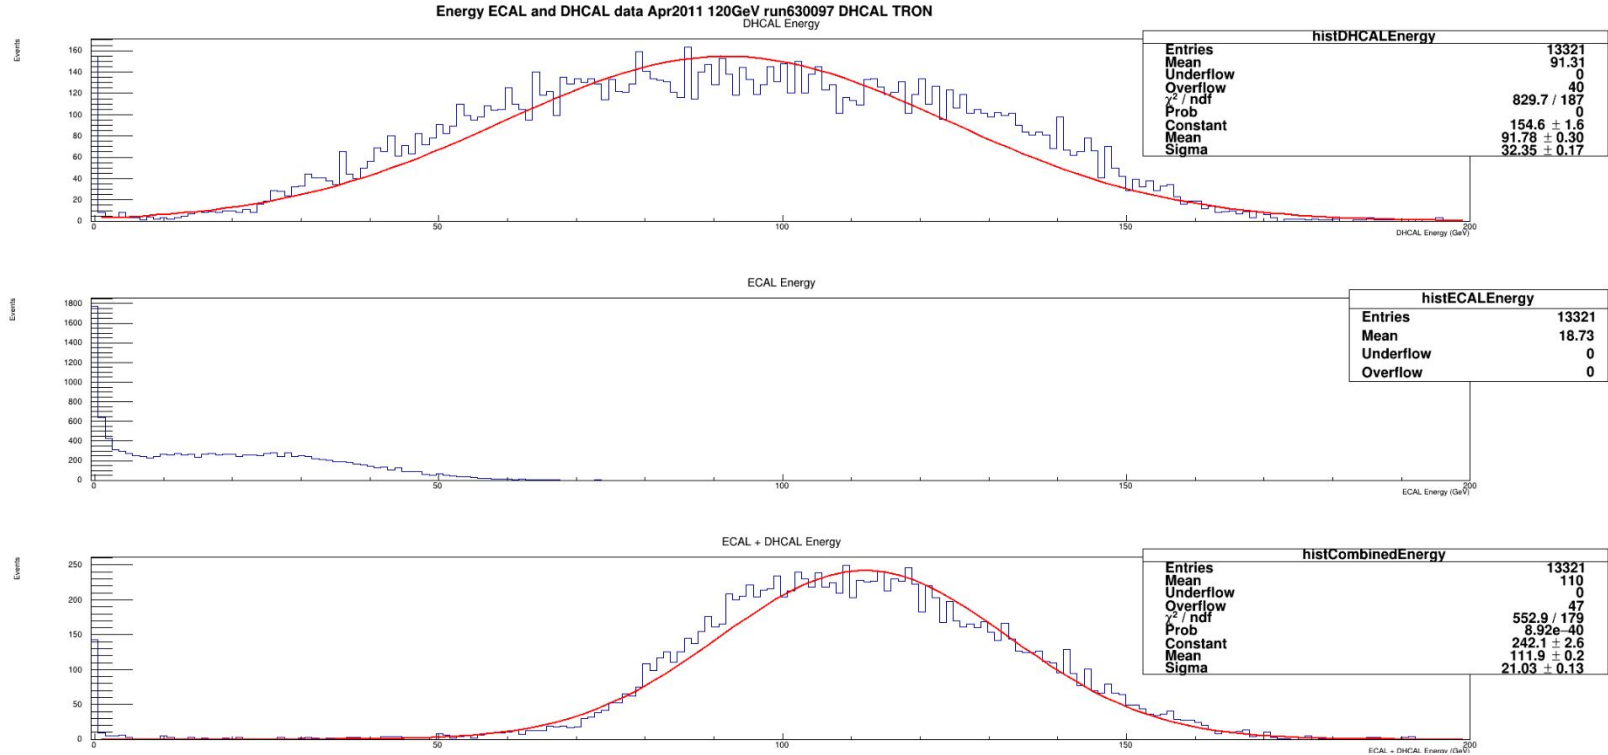 Energy ECAL and DHCAL data Apr2011 120GeV run630097 DHCAL TRON
DHCAL Energy
Events
160
140
120
100
80
60
40
20
0
0 50 100 150 200
DHCAL Energy (GeV)
histDHCALEnergy
Entries 13321
Mean 91.31
Underflow 0
Overflow 40
χ² / ndf 829.7 / 187
Prob 0
Constant 154.6 ± 1.6
Mean 91.78 ± 0.30
Sigma 32.35 ± 0.17
ECAL Energy
Events
1800
1600
1400
1200
1000
800
600
400
200
0
0 50 100 150 200
ECAL Energy (GeV)
histECALEnergy
Entries 13321
Mean 18.73
Underflow 0
Overflow 0
ECAL + DHCAL Energy
Events
250
200
150
100
50
0
0 50 100 150 200
ECAL + DHCAL Energy (GeV)
histCombinedEnergy
Entries 13321
Mean 110
Underflow 0
Overflow 47
χ² / ndf 552.9 / 179
Prob 8.92e−40
Constant 242.1 ± 2.6
Mean 111.9 ± 0.2
Sigma 21.03 ± 0.13